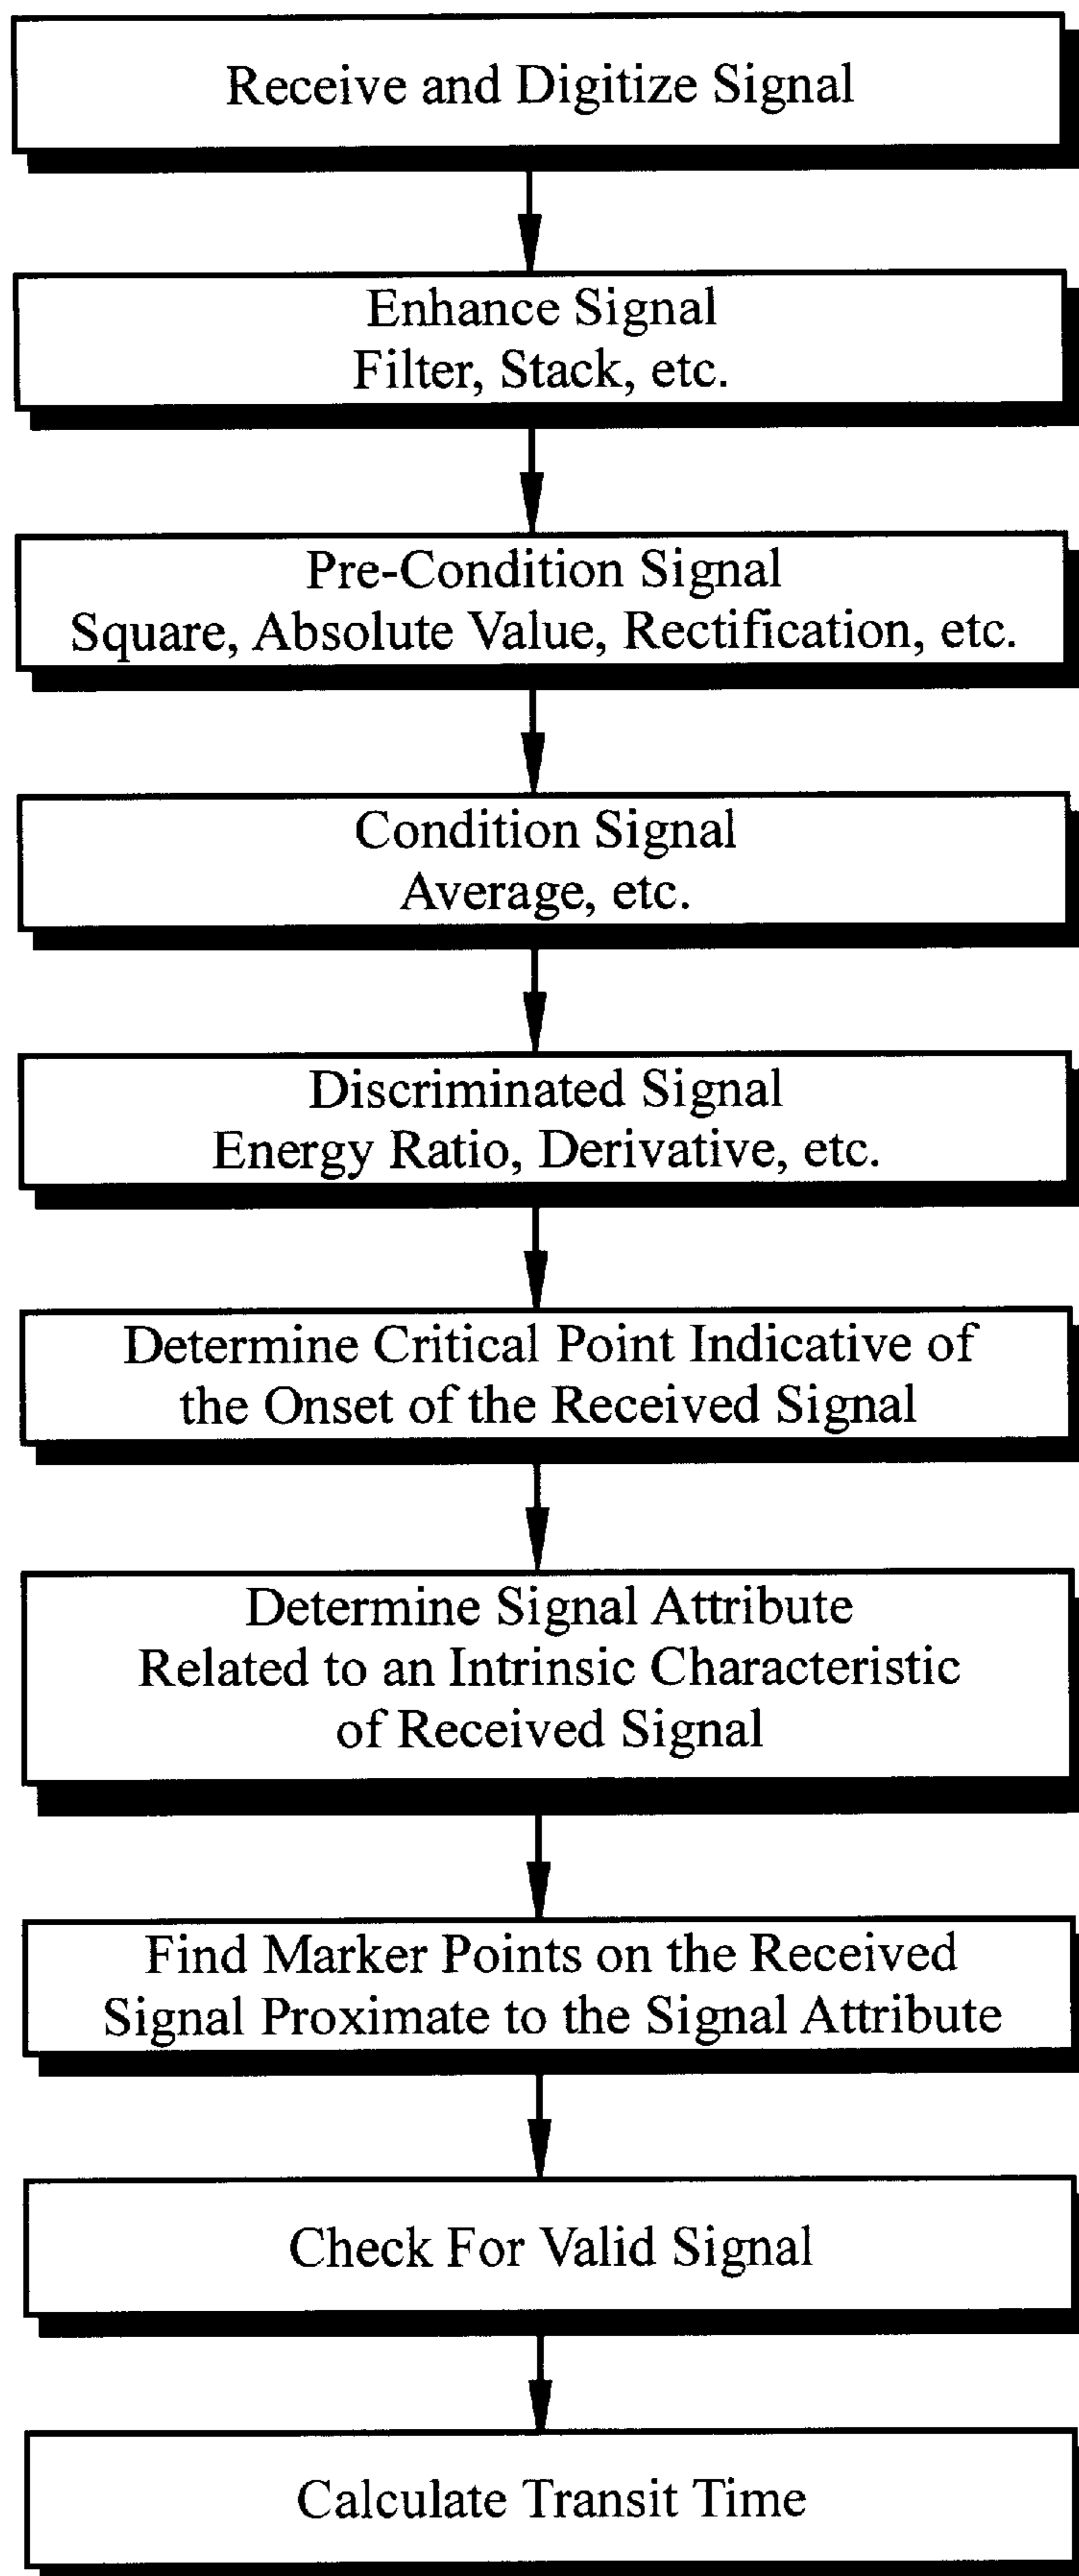 Receive and Digitize Signal
Enhance Signal
Filter, Stack, etc.
Pre-Condition Signal
Square, Absolute Value, Rectification, etc.
Condition Signal
Average, etc.
Discriminated Signal
Energy Ratio, Derivative, etc.
Determine Critical Point Indicative of
the Onset of the Received Signal
Determine Signal Attribute
Related to an Intrinsic Characteristic
of Received Signal
Find Marker Points on the Received
Signal Proximate to the Signal Attribute
Check For Valid Signal
Calculate Transit Time